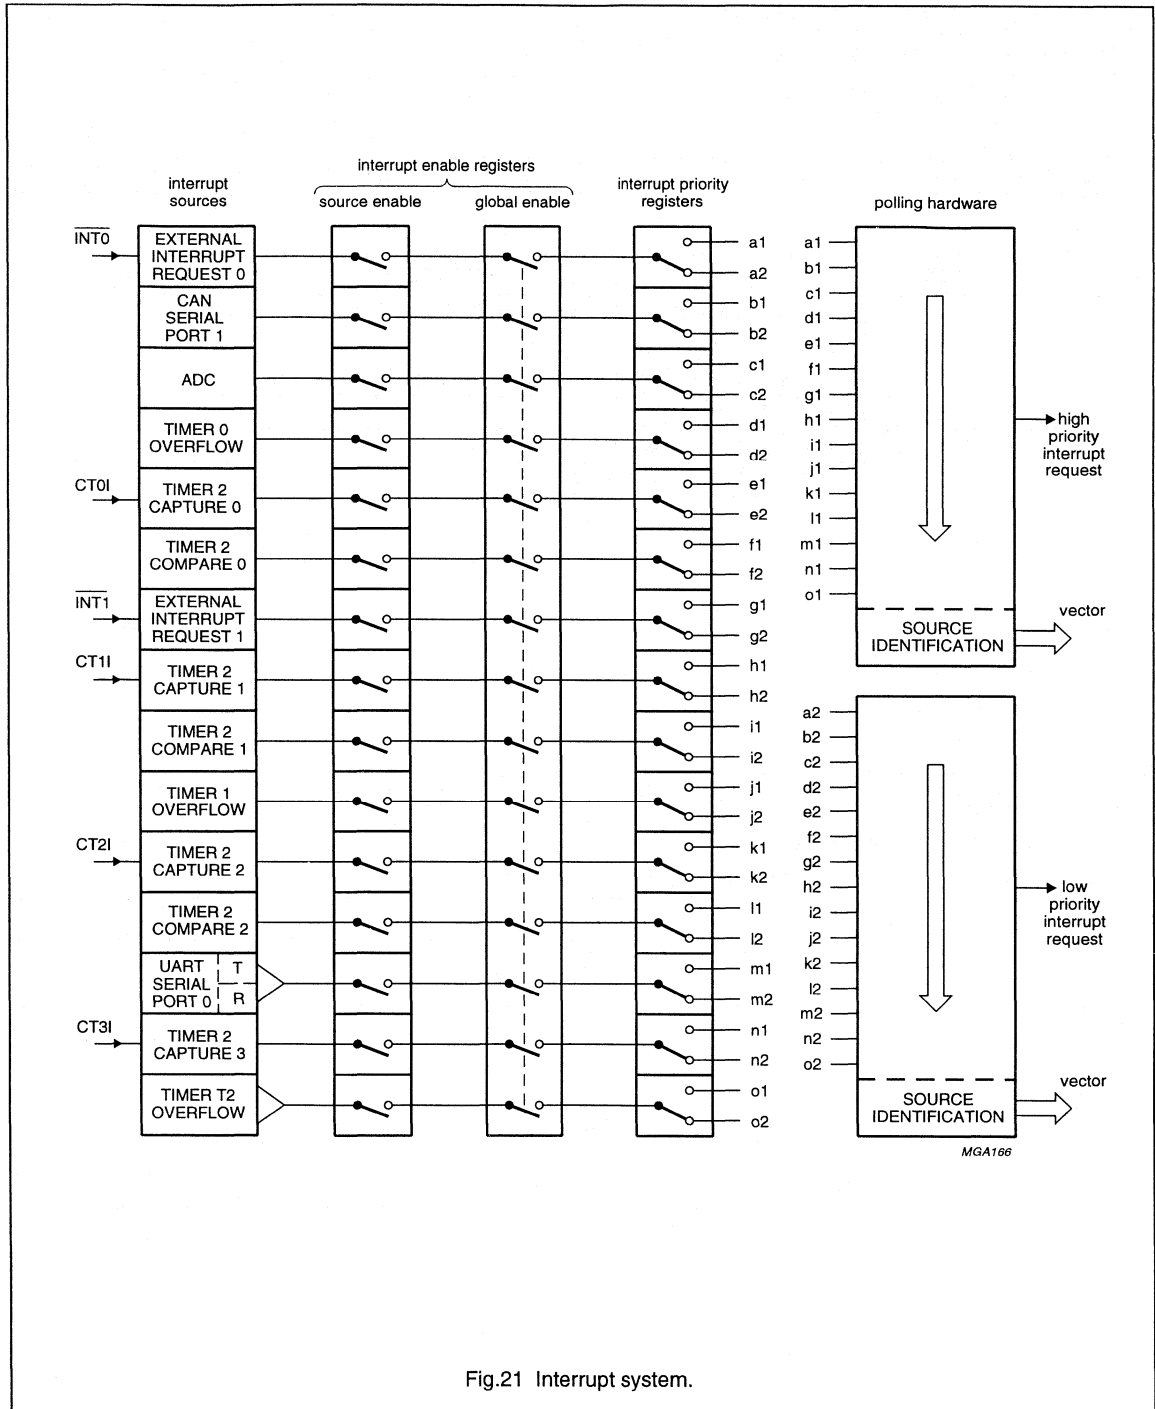 interrupt enable registers
interrupt sources
source enable
global enable
interrupt priority registers
polling hardware
INT0
EXTERNAL
INTERRUPT
REQUEST 0
a1
a2
CAN
SERIAL
PORT 1
b1
b2
ADC
c1
c2
TIMER 0
OVERFLOW
d1
d2
CT0I
TIMER 2
CAPTURE 0
e1
e2
TIMER 2
COMPARE 0
f1
f2
INT1
EXTERNAL
INTERRUPT
REQUEST 1
g1
g2
CT1I
TIMER 2
CAPTURE 1
h1
h2
TIMER 2
COMPARE 1
i1
i2
TIMER 1
OVERFLOW
j1
j2
CT2I
TIMER 2
CAPTURE 2
k1
k2
TIMER 2
COMPARE 2
l1
l2
UART
SERIAL
PORT 0
T
R
m1
m2
CT3I
TIMER 2
CAPTURE 3
n1
n2
TIMER T2
OVERFLOW
o1
o2
a1
b1
c1
d1
e1
f1
g1
h1
i1
j1
k1
l1
m1
n1
o1
high
priority
interrupt
request
SOURCE
IDENTIFICATION
vector
a2
b2
c2
d2
e2
f2
g2
h2
i2
j2
k2
l2
m2
n2
o2
low
priority
interrupt
request
SOURCE
IDENTIFICATION
vector
MGA166
Fig.21 Interrupt system.